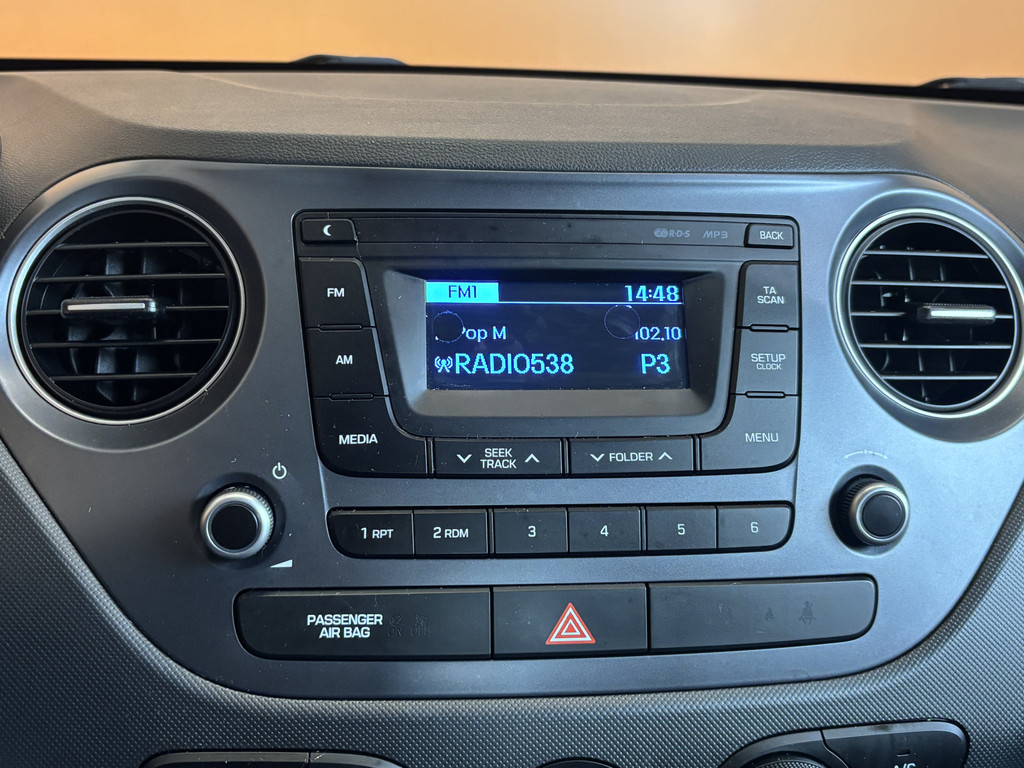 R·D·S MP3 BACK
FM
AM
MEDIA
FM1 14:48
Pop M 102.10
RADIO538 P3
TA
SCAN
SETUP
CLOCK
MENU
SEEK
TRACK
FOLDER
1 RPT 2 RDM 3 4 5 6
PASSENGER
AIR BAG
A/C